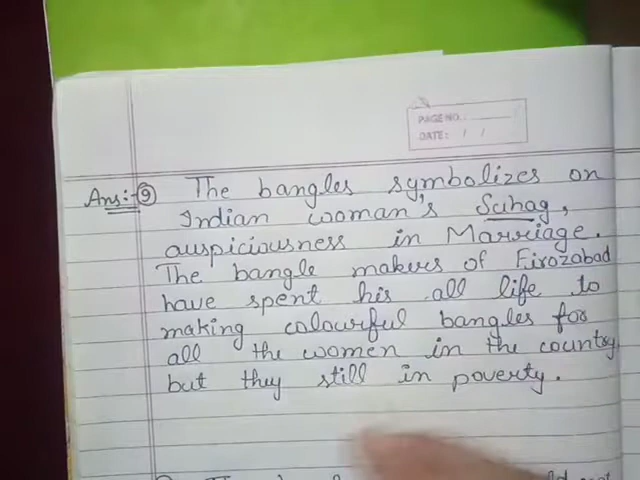 PAGE NO.
DATE: / /
Ans:- 9 The bangles symbolizes on
Indian woman's Suhag,
auspiciousness in Marriage.
The bangle makers of Firozabad
have spent his all life to
making colourful bangles for
all the women in the country
but they still in poverty.